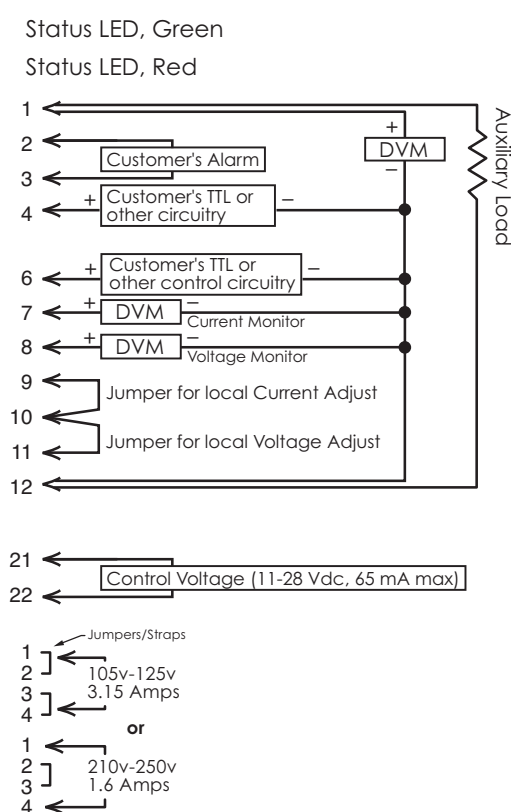 Status LED, Green
Status LED, Red
1
2
3
4
6
7
8
9
10
11
12
+
DVM
–
Auxiliary Load
Customer's Alarm
+
Customer's TTL or
other circuitry
–
+
Customer's TTL or
other control circuitry
–
+
DVM
–
Current Monitor
+
DVM
–
Voltage Monitor
Jumper for local Current Adjust
Jumper for local Voltage Adjust
21
22
Control Voltage (11-28 Vdc, 65 mA max)
Jumpers/Straps
1
2
3
4
105v-125v
3.15 Amps
or
1
2
3
4
210v-250v
1.6 Amps